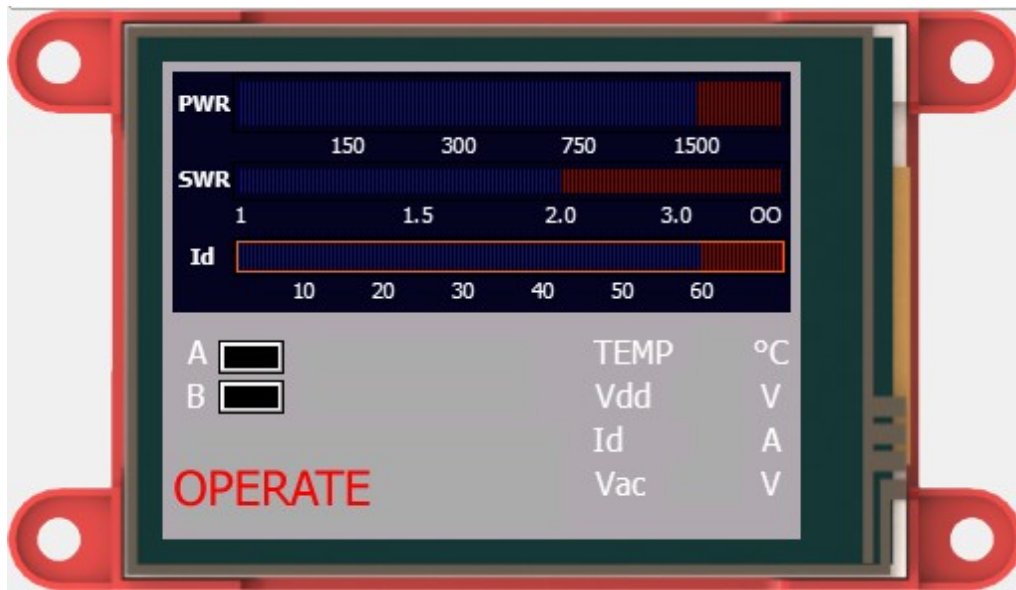 PWR
150 300 750 1500
SWR
1 1.5 2.0 3.0 OO
Id
10 20 30 40 50 60
A TEMP °C
B Vdd V
Id A
OPERATE Vac V